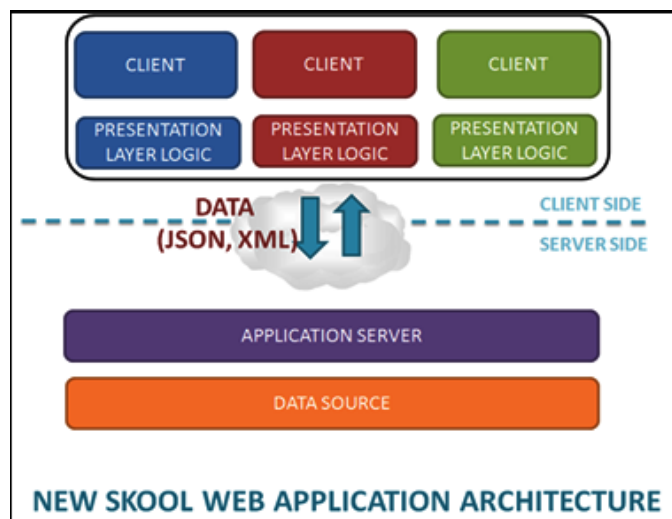 CLIENT
CLIENT
CLIENT
PRESENTATION
LAYER LOGIC
PRESENTATION
LAYER LOGIC
PRESENTATION
LAYER LOGIC
DATA
(JSON, XML)
CLIENT SIDE
SERVER SIDE
APPLICATION SERVER
DATA SOURCE
NEW SKOOL WEB APPLICATION ARCHITECTURE